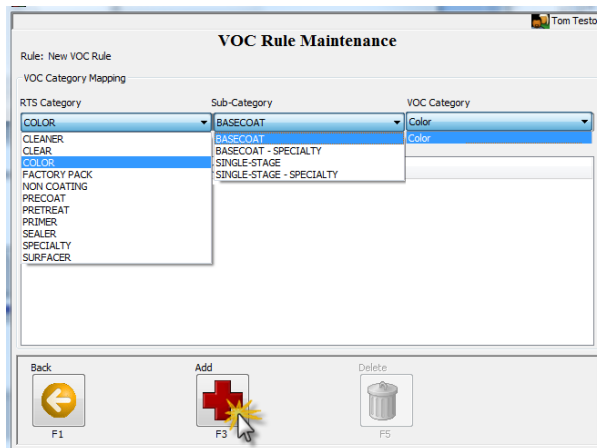 Tom Testo
VOC Rule Maintenance
Rule: New VOC Rule
VOC Category Mapping
RTS Category Sub-Category VOC Category
COLOR BASECOAT Color
CLEANER BASECOAT Color
CLEAR BASECOAT - SPECIALTY
COLOR SINGLE-STAGE
FACTORY PACK SINGLE-STAGE - SPECIALTY
NON COATING
PRECOAT
PRETREAT
PRIMER
SEALER
SPECIALTY
SURFACER
Back Add Delete
F1 F3 F5